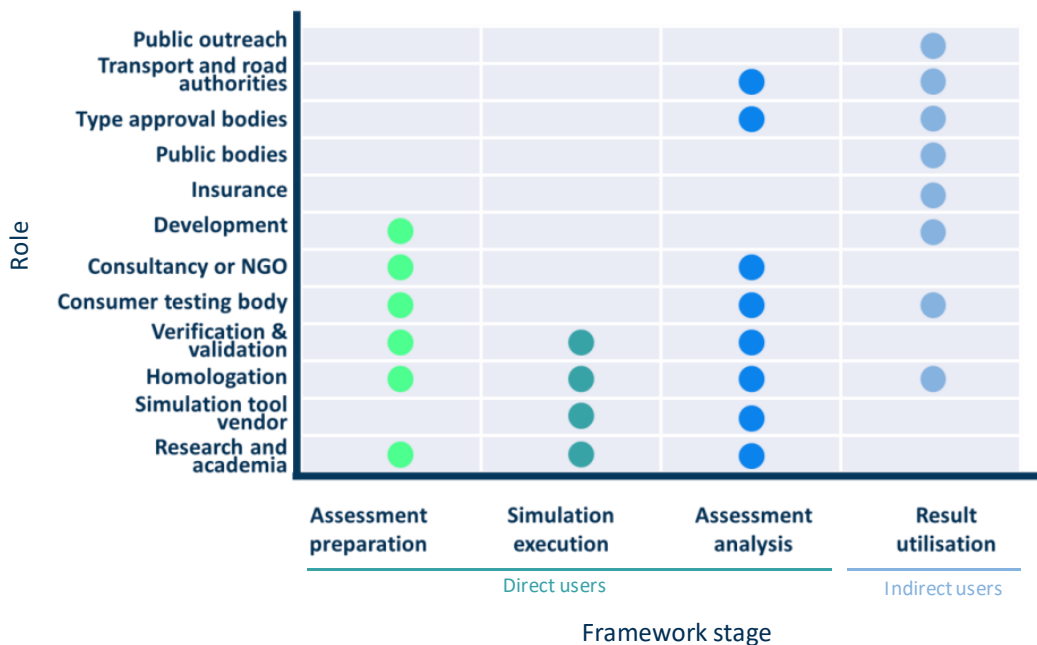 Public outreach
Transport and road
authorities
Type approval bodies
Public bodies
Insurance
Development
Consultancy or NGO
Consumer testing body
Verification &
validation
Homologation
Simulation tool
vendor
Research and
academia
Role
Assessment
preparation
Simulation
execution
Assessment
analysis
Result
utilisation
Direct users
Indirect users
Framework stage